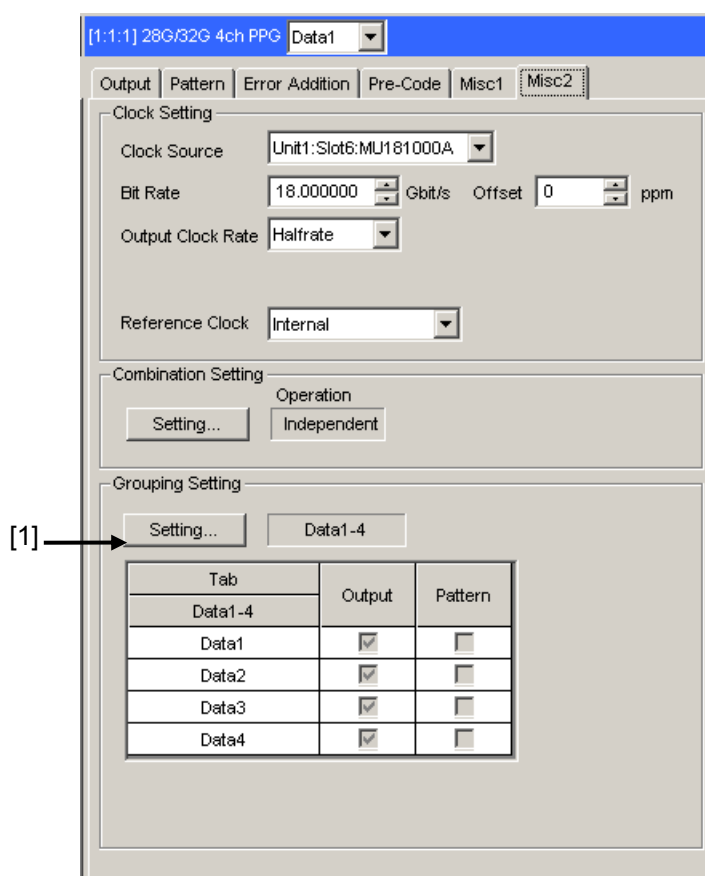 [1:1:1] 28G/32G 4ch PPG Data1
Output Pattern Error Addition Pre-Code Misc1 Misc2
Clock Setting
Clock Source Unit1:Slot6:MU181000A
Bit Rate 18.000000 Gbit/s Offset 0 ppm
Output Clock Rate Halfrate
Reference Clock Internal
Combination Setting
Operation
Setting... Independent
Grouping Setting
[1] Setting... Data1-4
Tab Output Pattern
Data1-4
Data1
Data2
Data3
Data4